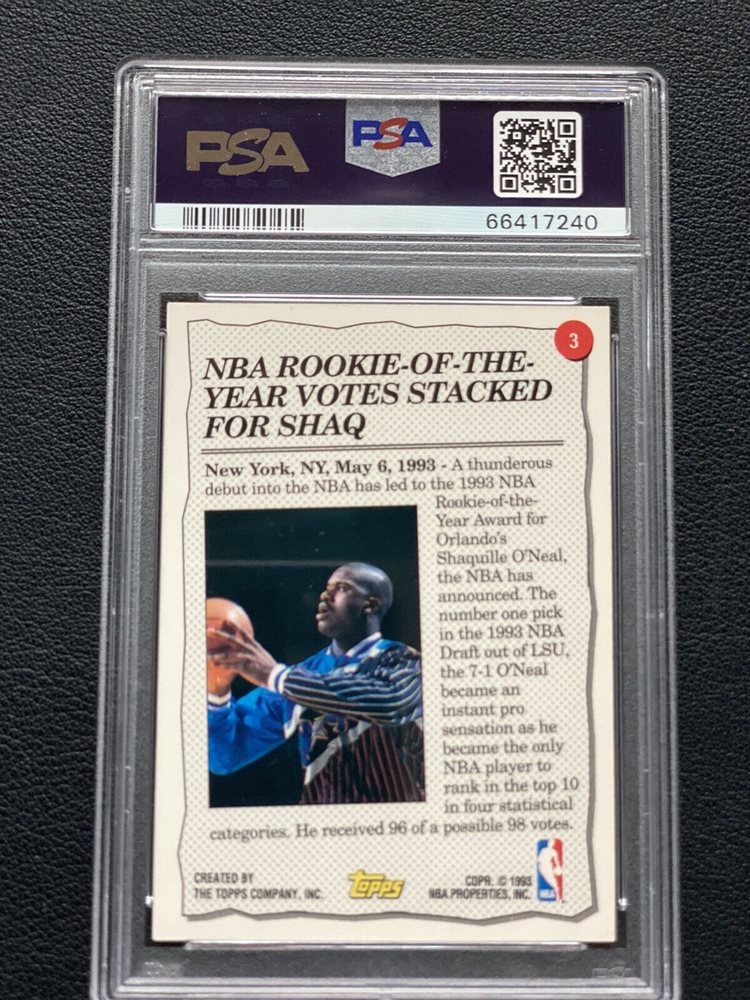 PSA
PSA
66417240
3
NBA ROOKIE-OF-THE-
YEAR VOTES STACKED
FOR SHAQ
New York, NY, May 6, 1993 - A thunderous
debut into the NBA has led to the 1993 NBA
Rookie-of-the-
Year Award for
Orlando's
Shaquille O'Neal,
the NBA has
announced. The
number one pick
in the 1993 NBA
Draft out of LSU,
the 7-1 O'Neal
became an
instant pro
sensation as he
became the only
NBA player to
rank in the top 10
in four statistical
categories. He received 96 of a possible 98 votes.
CREATED BY
THE TOPPS COMPANY, INC.
Topps
COPR. © 1993
NBA PROPERTIES, INC.
NBA
PSA